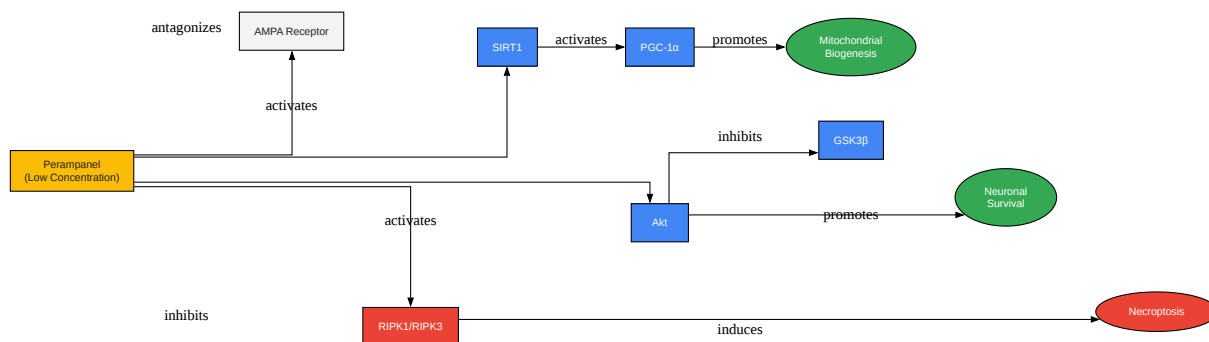 antagonizes
AMPA Receptor
SIRT1
activates
PGC-1α
promotes
Mitochondrial
Biogenesis
activates
inhibits
GSK3β
Perampanel
(Low Concentration)
Neuronal
Survival
activates
Akt
promotes
inhibits
RIPK1/RIPK3
induces
Necroptosis